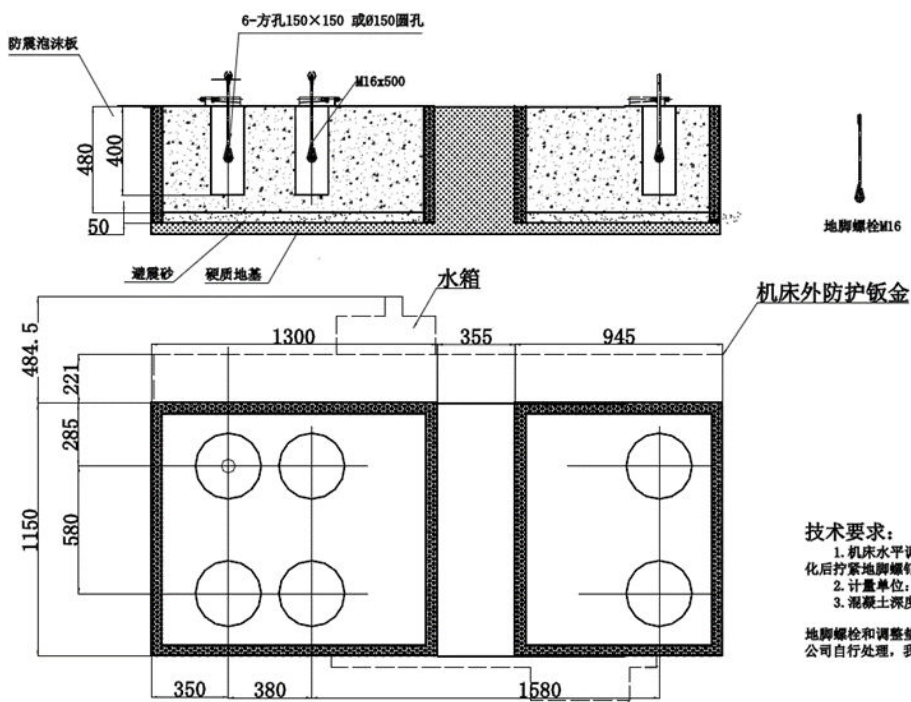 6-方孔150×150 或Ø150圆孔
防震泡沫板
M16x500
480
400
50
地脚螺栓M16
避震砂
硬质地基
水箱
机床外防护钣金
1300
355
945
484.5
221
285
1150
580
技术要求：
1.机床水平调
化后拧紧地脚螺钉
2.计量单位：
3.混凝土深度
地脚螺栓和调整垫
公司自行处理，我
350
380
1580